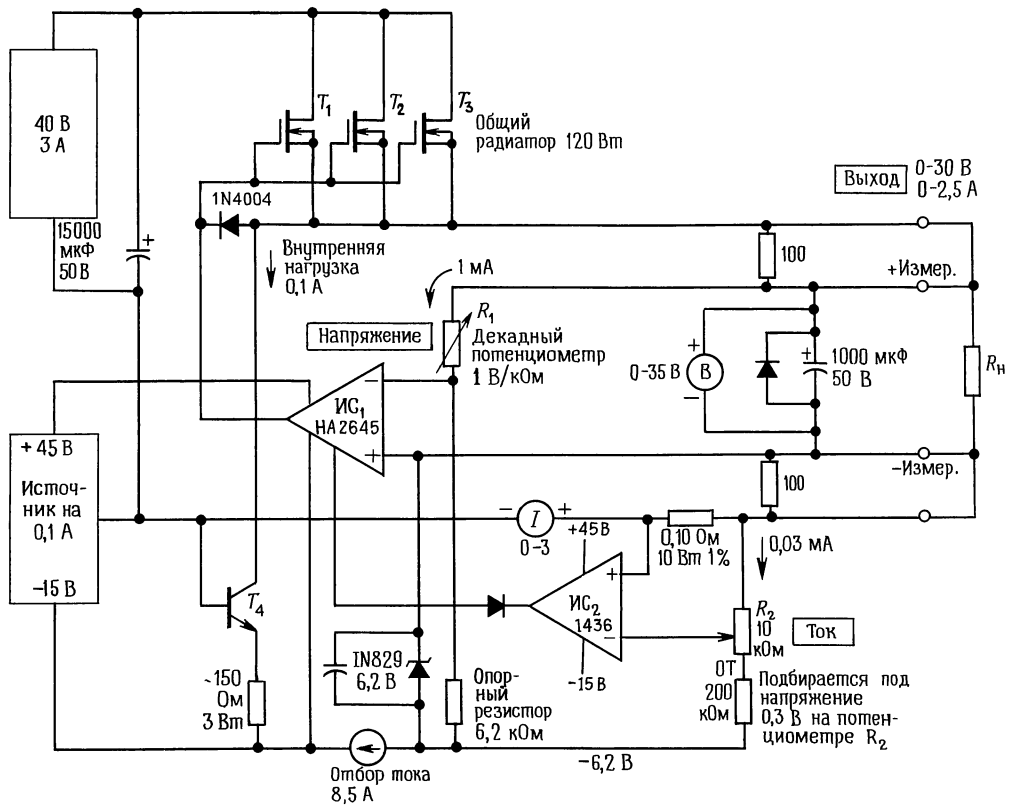 40 В
3 А
15000
мкФ
50 В
+
T1
T2
T3
Общий
радиатор 120 Вт
1N4004
Внутренняя
нагрузка
0,1 А
Выход
0-30 В
0-2,5 А
100
+Измер.
1 мА
R1
Напряжение
Декадный
потенциометр
1 В/кОм
0-35 В
+
В
−
+
1000 мкФ
50 В
RН
ИС1
НА2645
−
+
−Измер.
100
+45 В
Источ-
ник на
0,1 А
−15 В
−
I
+
0-3
0,10 Ом
10 Вт 1%
0,03 мА
+45В
+
ИС2
1436
−
−15 В
R2
10
кОм
Ток
T4
~150
Ом
3 Вт
IN829
6,2 В
Опор-
ный
резистор
6,2 кОм
ОТ
200
кОм
Подбирается под
напряжение
0,3 В на потен-
циометре R2
Отбор тока
8,5 А
−6,2 В